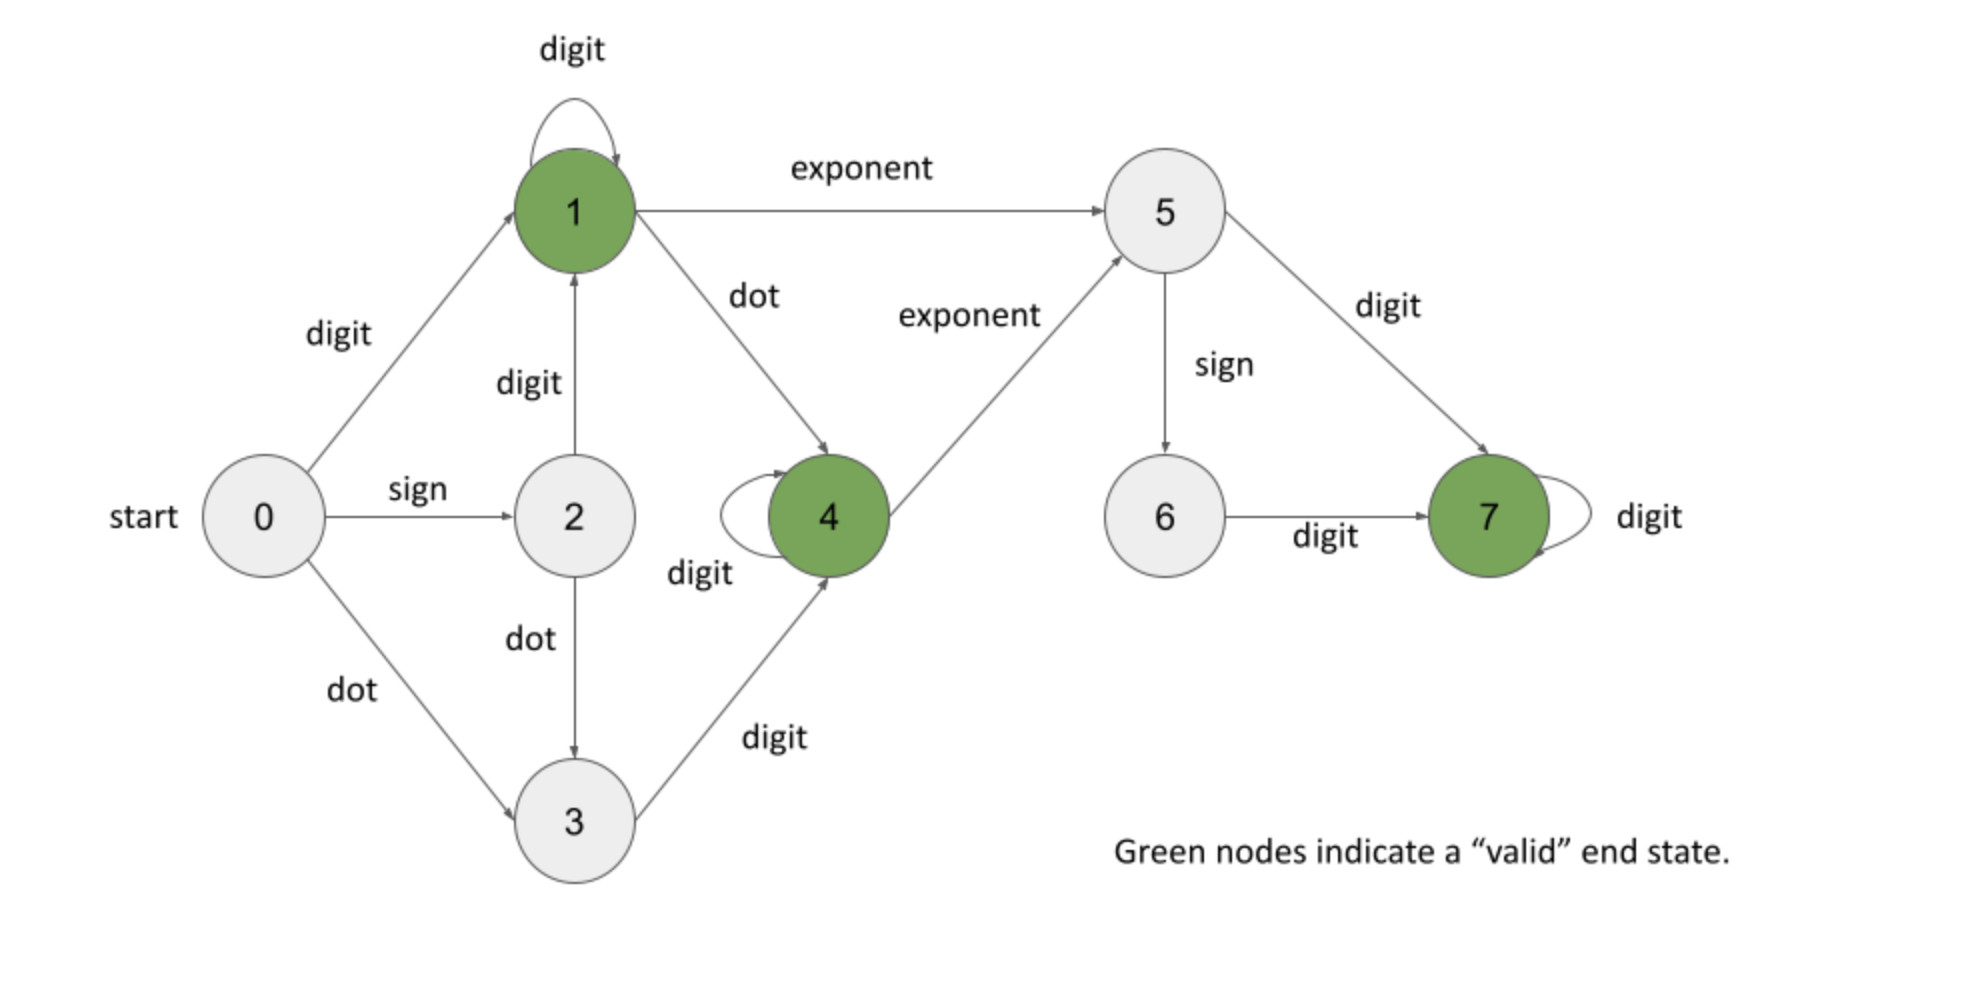 digit
exponent
1
5
dot
digit
exponent
digit
digit
sign
start
0
sign
2
4
6
digit
7
digit
digit
dot
dot
digit
3
Green nodes indicate a “valid” end state.